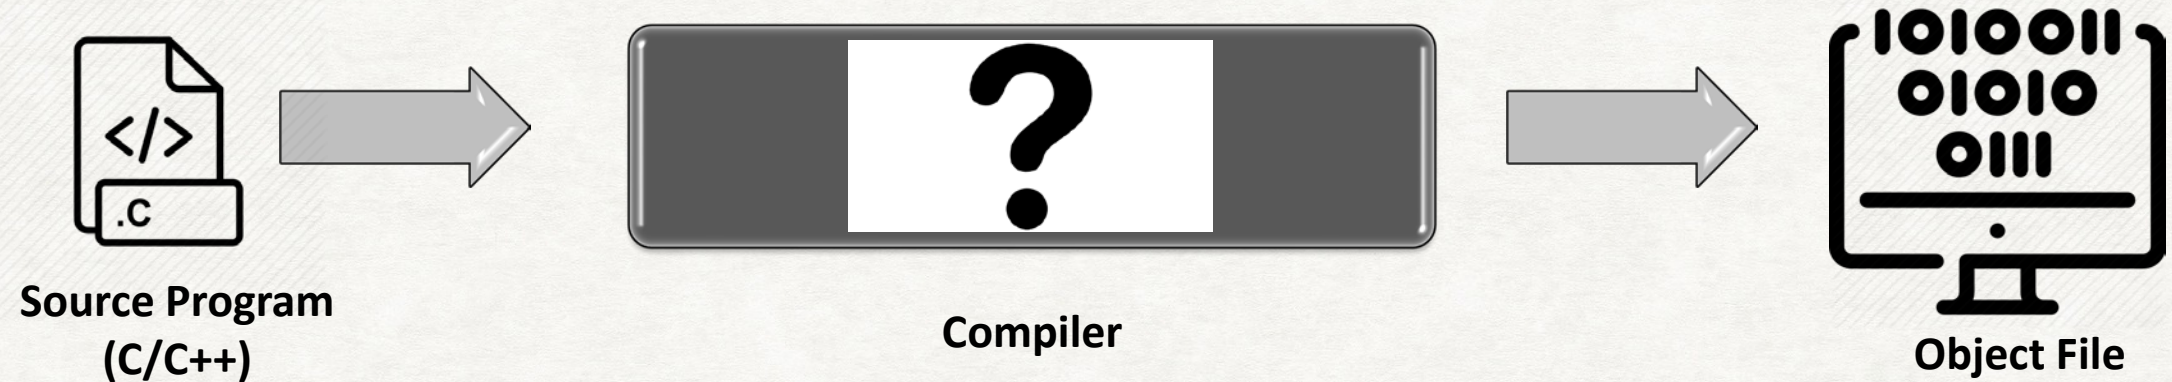 </>
.C
Source Program
(C/C++)
?
Compiler
1010011
01010
0111
Object File